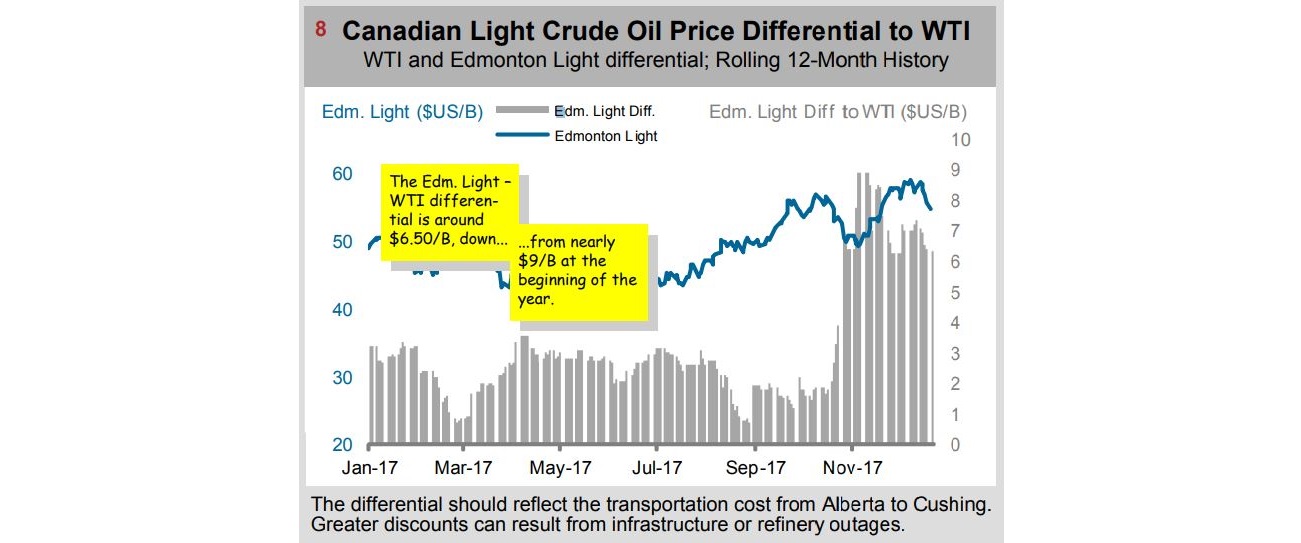 8 Canadian Light Crude Oil Price Differential to WTI
WTI and Edmonton Light differential; Rolling 12-Month History
Edm. Light ($US/B)
Edm. Light Diff.
Edmonton Light
Edm. Light Diff to WTI ($US/B)
10
9
8
7
6
5
4
3
2
1
0
60
50
40
30
20
The Edm. Light –
WTI differen-
tial is around
$6.50/B, down...
...from nearly
$9/B at the
beginning of the
year.
Jan-17 Mar-17 May-17 Jul-17 Sep-17 Nov-17
The differential should reflect the transportation cost from Alberta to Cushing.
Greater discounts can result from infrastructure or refinery outages.